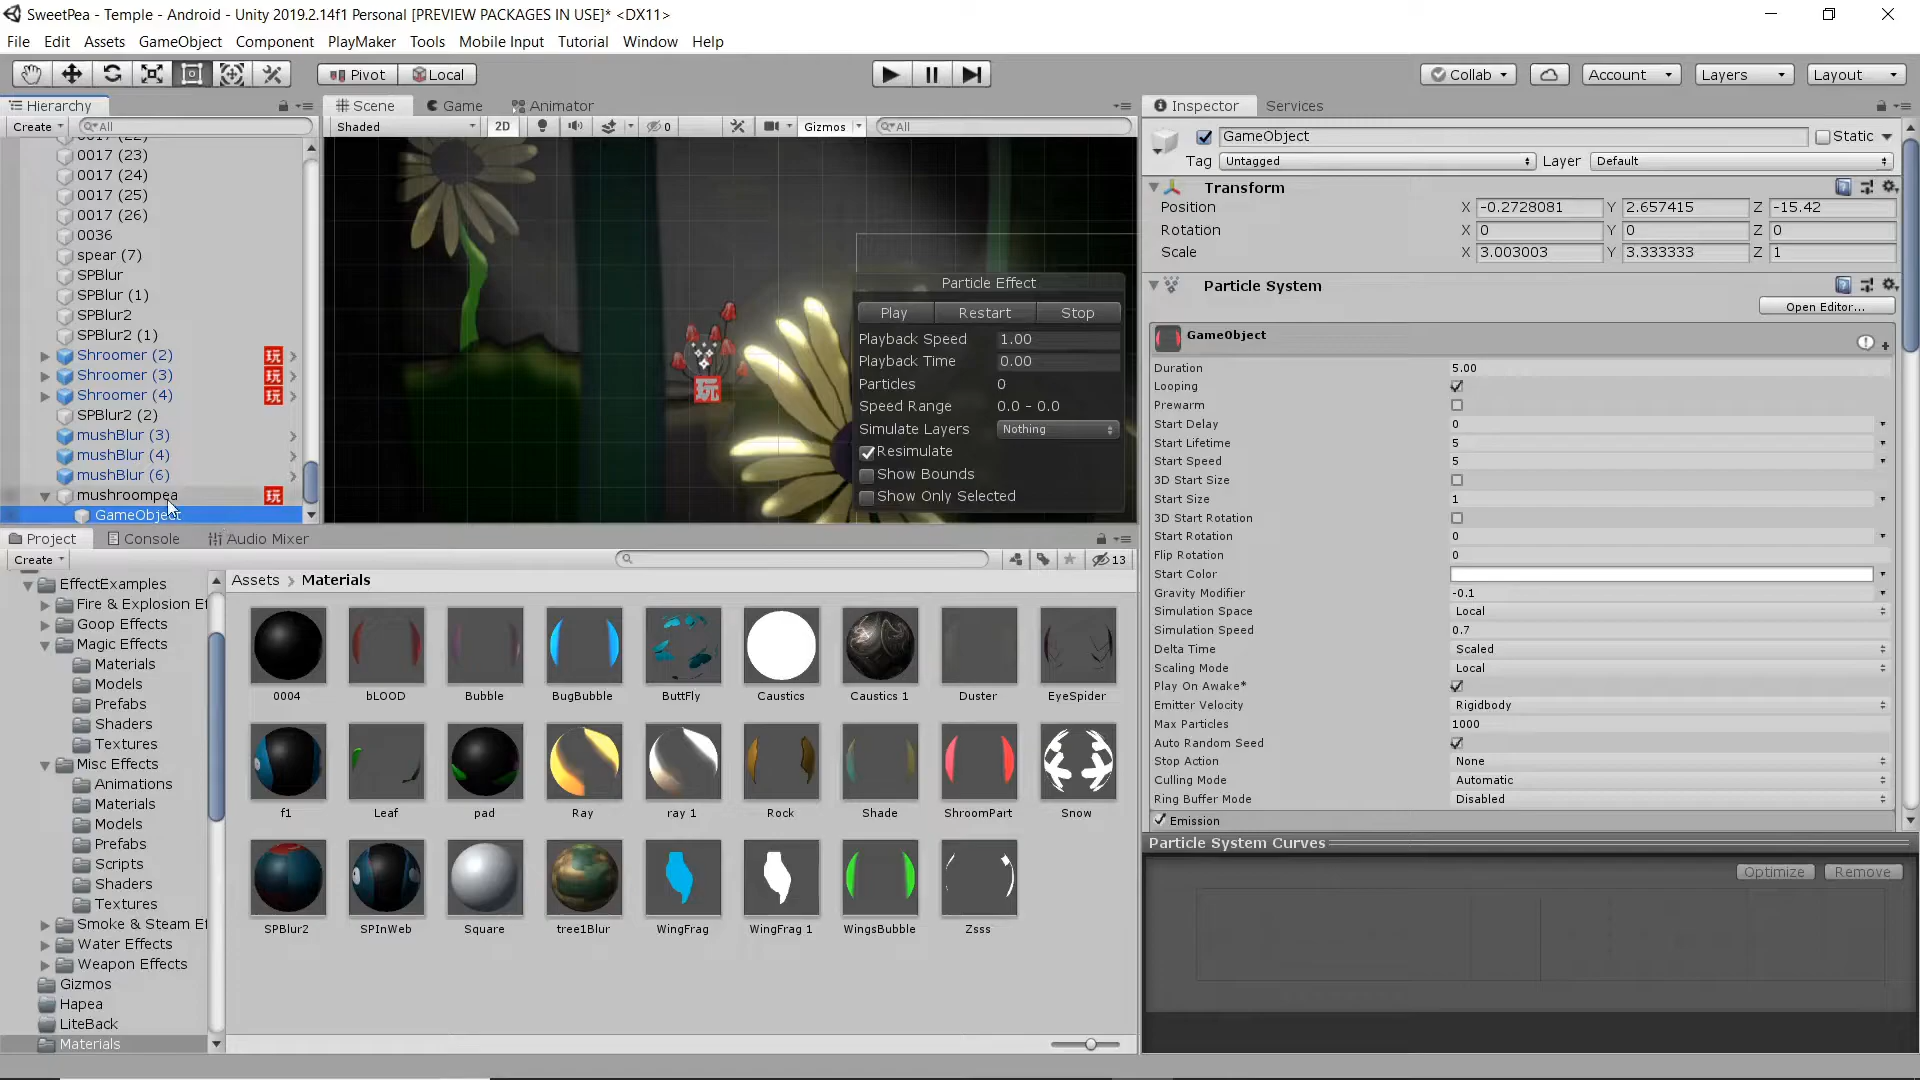 SweetPea - Temple - Android - Unity 2019.2.14f1 Personal [PREVIEW PACKAGES IN USE]* <DX11>
File Edit Assets GameObject Component PlayMaker Tools Mobile Input Tutorial Window Help
Pivot Local Collab Account Layers Layout
Hierarchy
Create All
0017 (22)
0017 (23)
0017 (24)
0017 (25)
0017 (26)
0036
spear (7)
SPBlur
SPBlur (1)
SPBlur2
SPBlur2 (1)
Shroomer (2) 玩
Shroomer (3) 玩
Shroomer (4) 玩
SPBlur2 (2)
mushBlur (3)
mushBlur (4)
mushBlur (6)
mushroompea 玩
GameObject
Scene Game Animator
Shaded 2D 0 Gizmos All
玩
Particle Effect
Play Restart Stop
Playback Speed 1.00
Playback Time 0.00
Particles 0
Speed Range 0.0 - 0.0
Simulate Layers Nothing
Resimulate
Show Bounds
Show Only Selected
Inspector Services
GameObject Static
Tag Untagged Layer Default
Transform
Position X -0.2728081 Y 2.657415 Z -15.42
Rotation X 0 Y 0 Z 0
Scale X 3.003003 Y 3.333333 Z 1
Particle System
Open Editor...
GameObject
Duration 5.00
Looping
Prewarm
Start Delay 0
Start Lifetime 5
Start Speed 5
3D Start Size
Start Size 1
3D Start Rotation
Start Rotation 0
Flip Rotation 0
Start Color
Gravity Modifier -0.1
Simulation Space Local
Simulation Speed 0.7
Delta Time Scaled
Scaling Mode Local
Play On Awake*
Emitter Velocity Rigidbody
Max Particles 1000
Auto Random Seed
Stop Action None
Culling Mode Automatic
Ring Buffer Mode Disabled
Emission
Particle System Curves
Optimize Remove
Project Console Audio Mixer
Create 13
EffectExamples
Fire & Explosion Ef
Goop Effects
Magic Effects
Materials
Models
Prefabs
Shaders
Textures
Misc Effects
Animations
Materials
Models
Prefabs
Scripts
Shaders
Textures
Smoke & Steam Ef
Water Effects
Weapon Effects
Gizmos
Hapea
LiteBack
Materials
Assets > Materials
0004 bLOOD Bubble BugBubble ButtFly Caustics Caustics 1 Duster EyeSpider
f1 Leaf pad Ray ray 1 Rock Shade ShroomPart Snow
SPBlur2 SPInWeb Square tree1Blur WingFrag WingFrag 1 WingsBubble Zsss